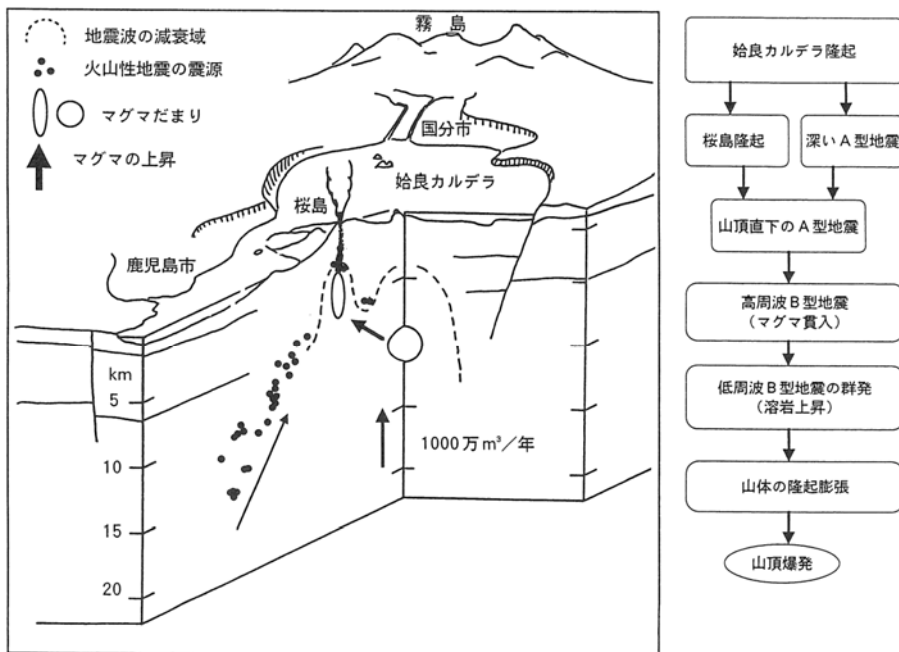 霧島
地震波の減衰域
火山性地震の震源
マグマだまり
マグマの上昇
国分市
姶良カルデラ
桜島
鹿児島市
km
5
10
15
20
1000万m³/年
姶良カルデラ隆起
桜島隆起
深いA型地震
山頂直下のA型地震
高周波B型地震
(マグマ貫入)
低周波B型地震の群発
(溶岩上昇)
山体の隆起膨張
山頂爆発